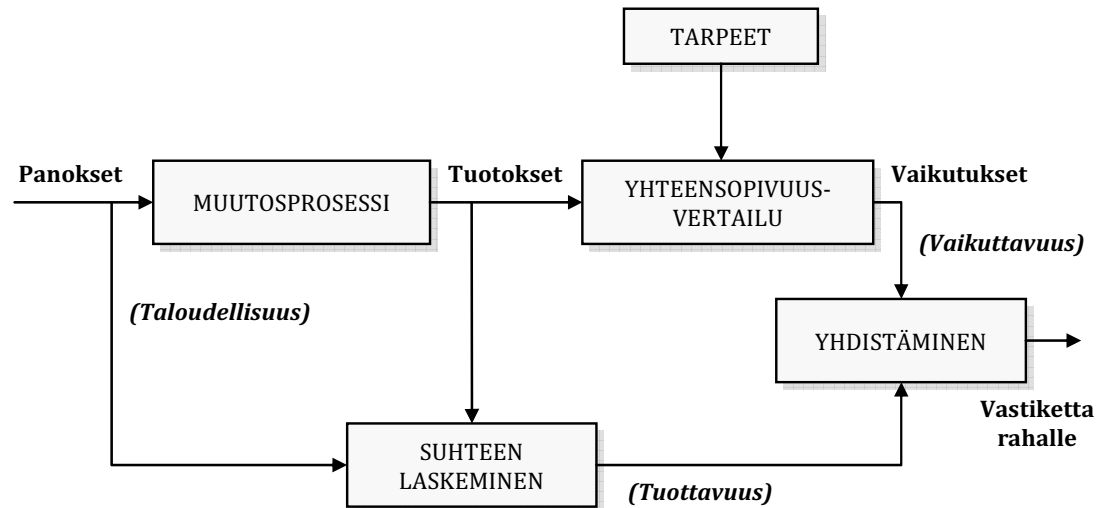 TARPEET
Panokset
MUUTOSPROSESSI
Tuotokset
YHTEENSOPIVUUS-
VERTAILU
Vaikutukset
(Vaikuttavuus)
(Taloudellisuus)
YHDISTÄMINEN
Vastiketta
rahalle
SUHTEEN
LASKEMINEN
(Tuottavuus)